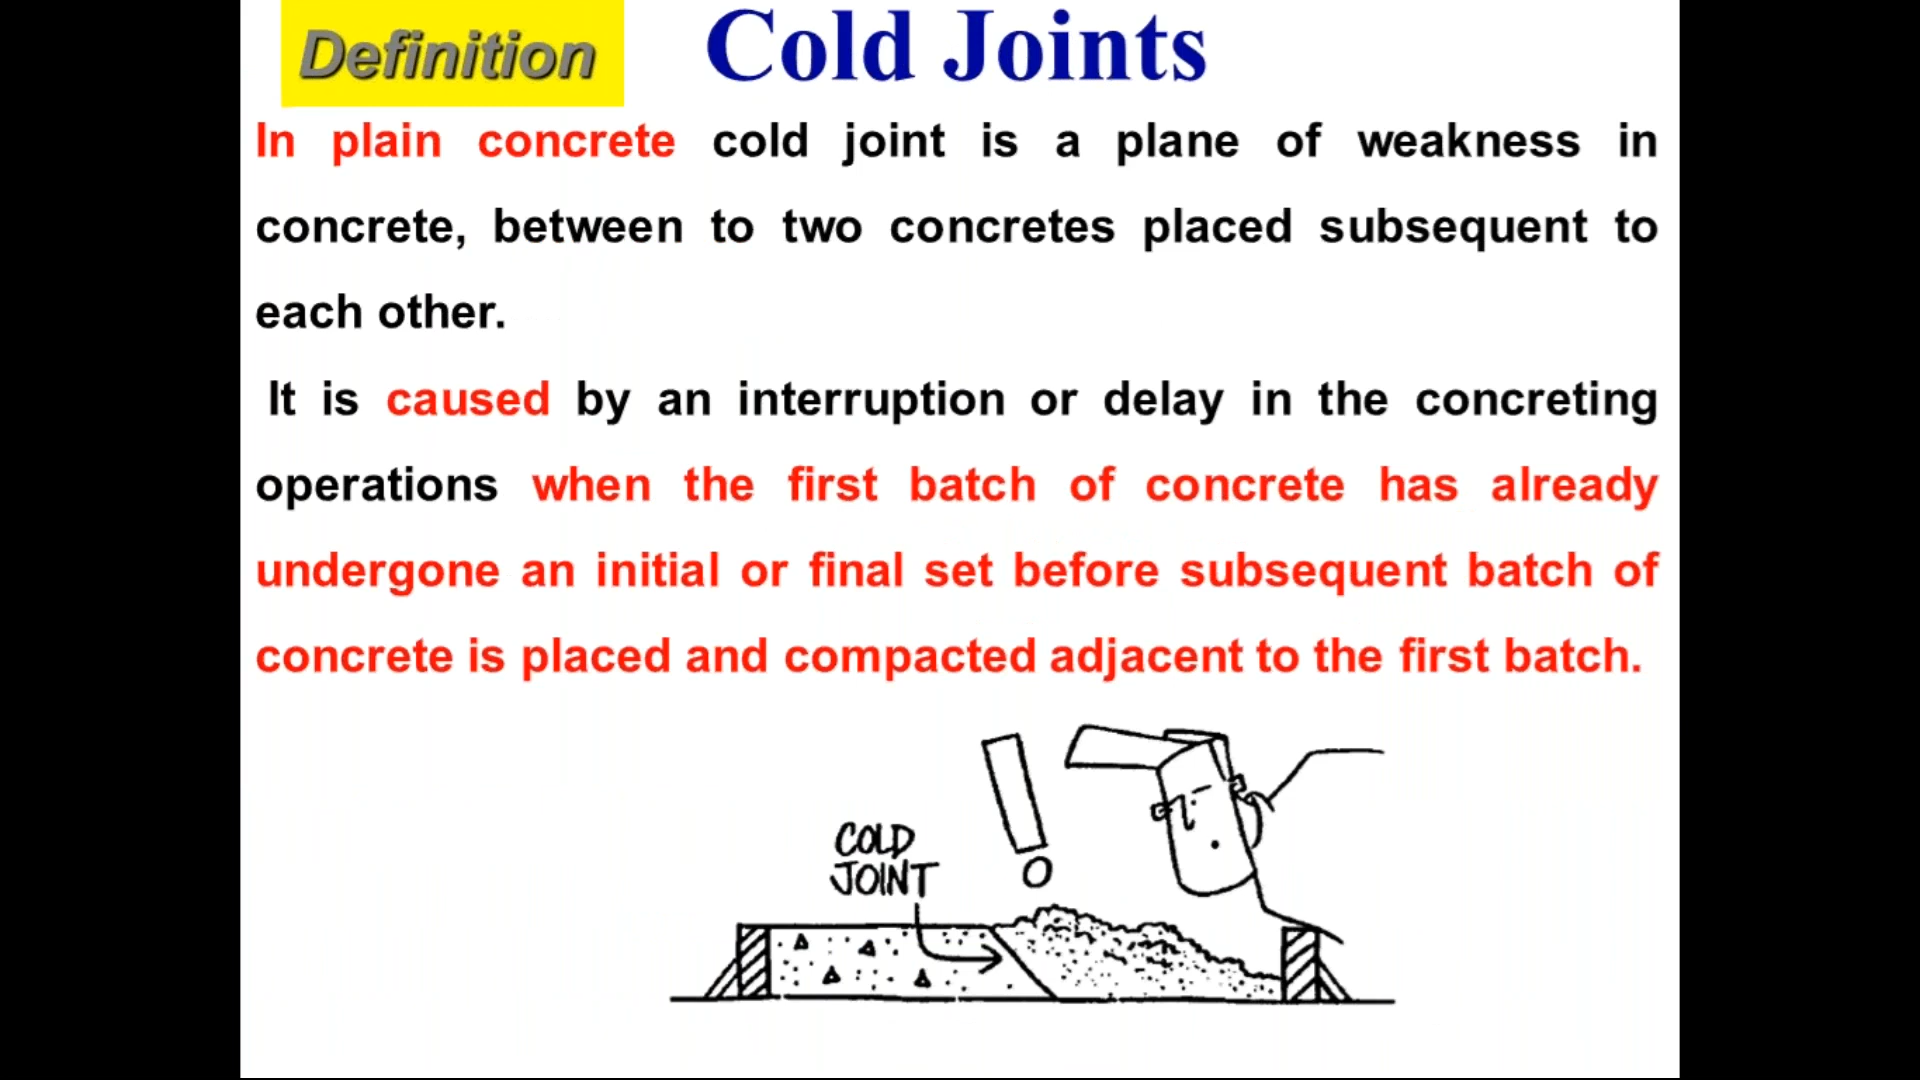 Definition Cold Joints
In plain concrete cold joint is a plane of weakness in
concrete, between to two concretes placed subsequent to
each other.
It is caused by an interruption or delay in the concreting
operations when the first batch of concrete has already
undergone an initial or final set before subsequent batch of
concrete is placed and compacted adjacent to the first batch.
COLD
JOINT